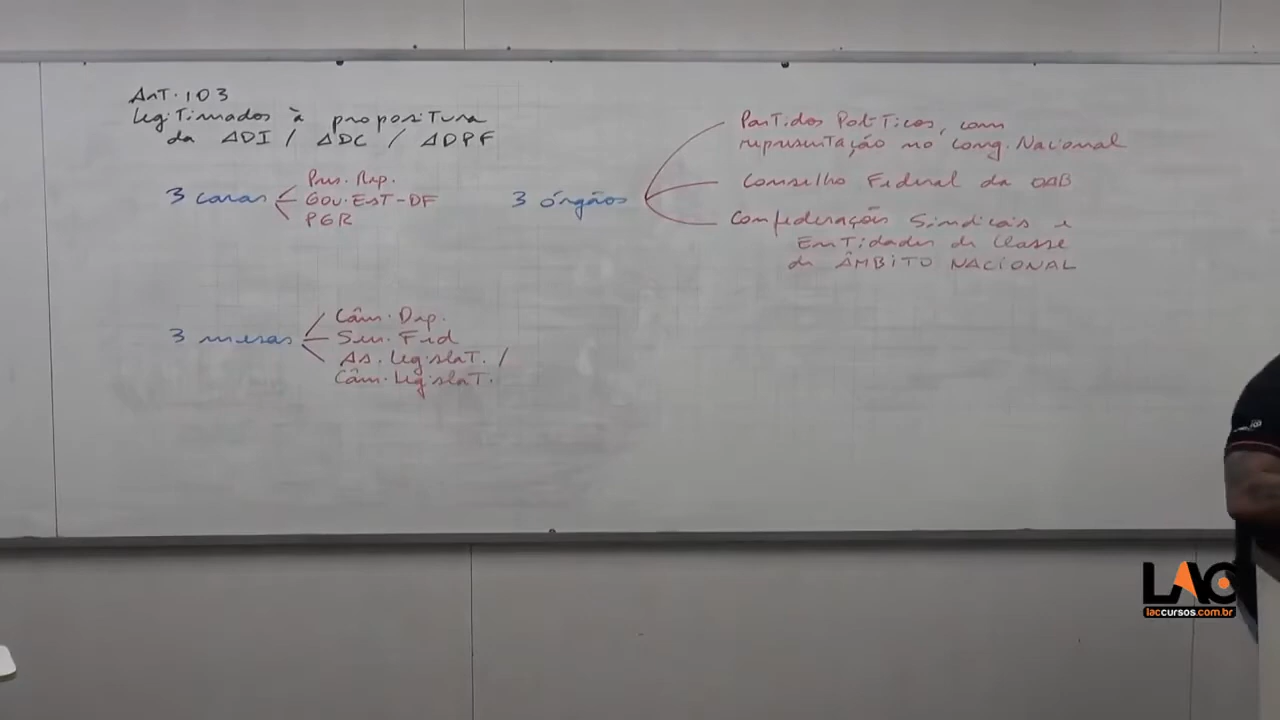 Art. 103
Legitimados à propositura
da ADI / ADC / ADPF
3 caras
Pres. Rep.
Gov. Est-DF
PGR
3 mesas
Câm. Dep.
Sen. Fed
As. Legislat. /
Câm. Legislat.
3 órgãos
Partidos Políticos, com
representação no Cong. Nacional
Conselho Federal da OAB
Confederações Sindicais e
Entidades de Classe
de ÂMBITO NACIONAL
LAC
laccursos.com.br